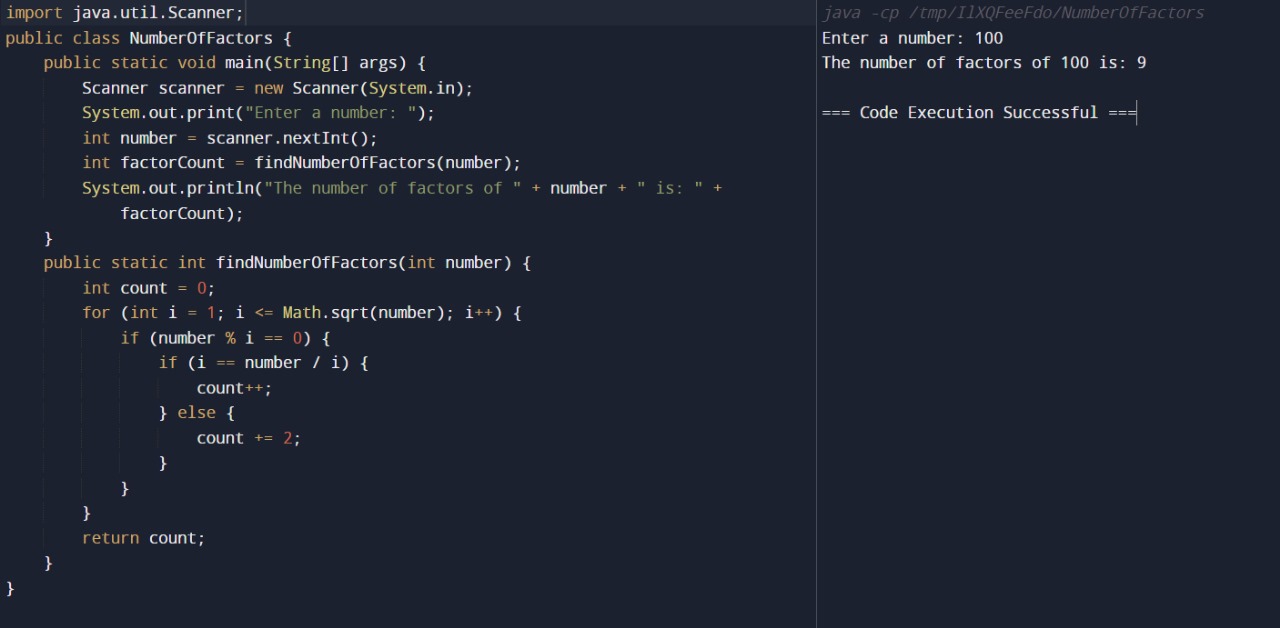 import java.util.Scanner;
public class NumberOfFactors {
    public static void main(String[] args) {
        Scanner scanner = new Scanner(System.in);
        System.out.print("Enter a number: ");
        int number = scanner.nextInt();
        int factorCount = findNumberOfFactors(number);
        System.out.println("The number of factors of " + number + " is: " +
            factorCount);
    }
    public static int findNumberOfFactors(int number) {
        int count = 0;
        for (int i = 1; i <= Math.sqrt(number); i++) {
            if (number % i == 0) {
                if (i == number / i) {
                    count++;
                } else {
                    count += 2;
                }
            }
        }
        return count;
    }
}
java -cp /tmp/IlXQFeeFdo/NumberOfFactors
Enter a number: 100
The number of factors of 100 is: 9
=== Code Execution Successful ===